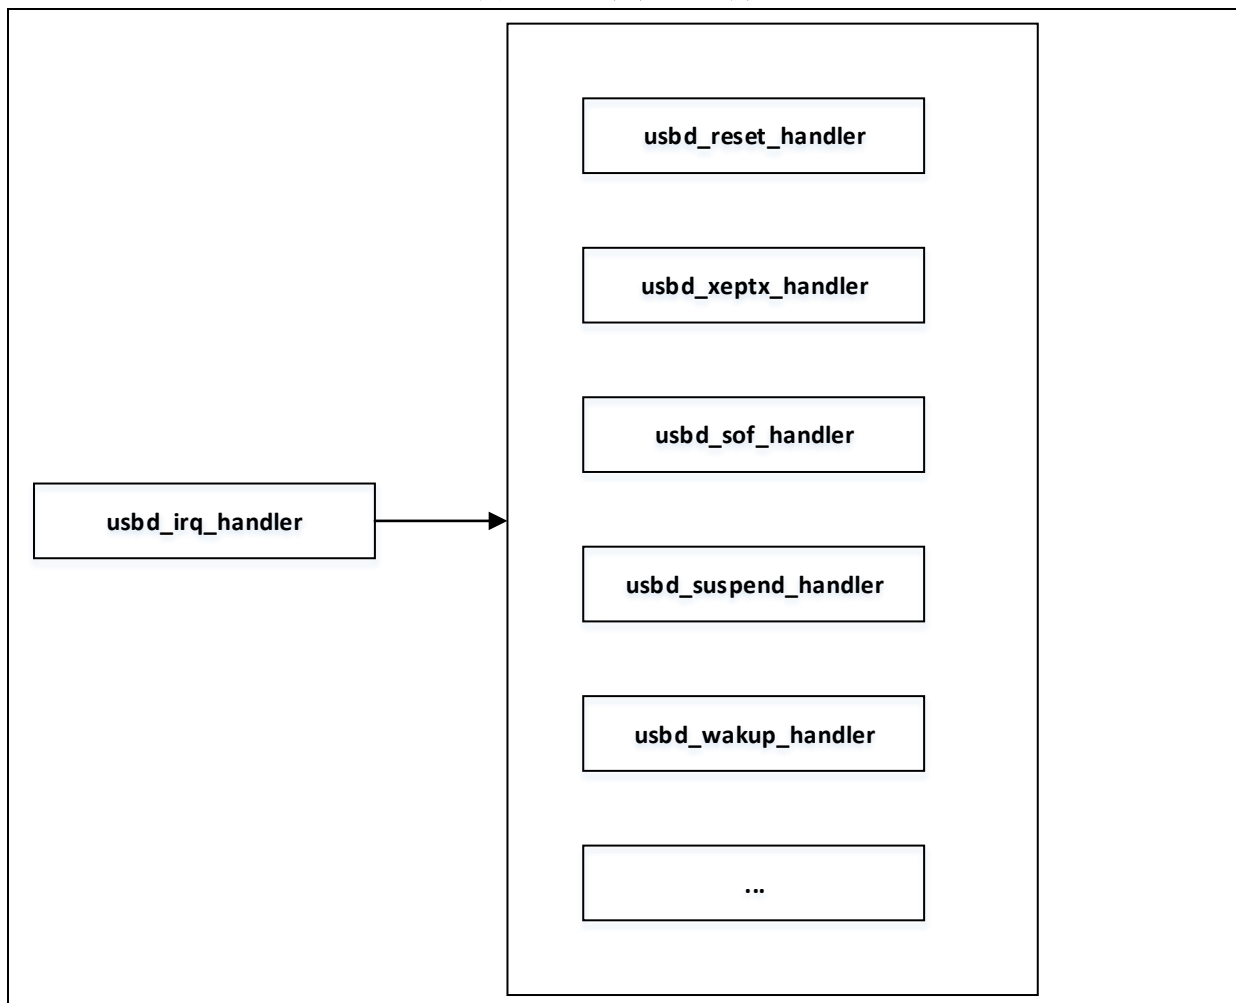 usbd_reset_handler
usbd_xeptx_handler
usbd_sof_handler
usbd_irq_handler
usbd_suspend_handler
usbd_wakup_handler
...